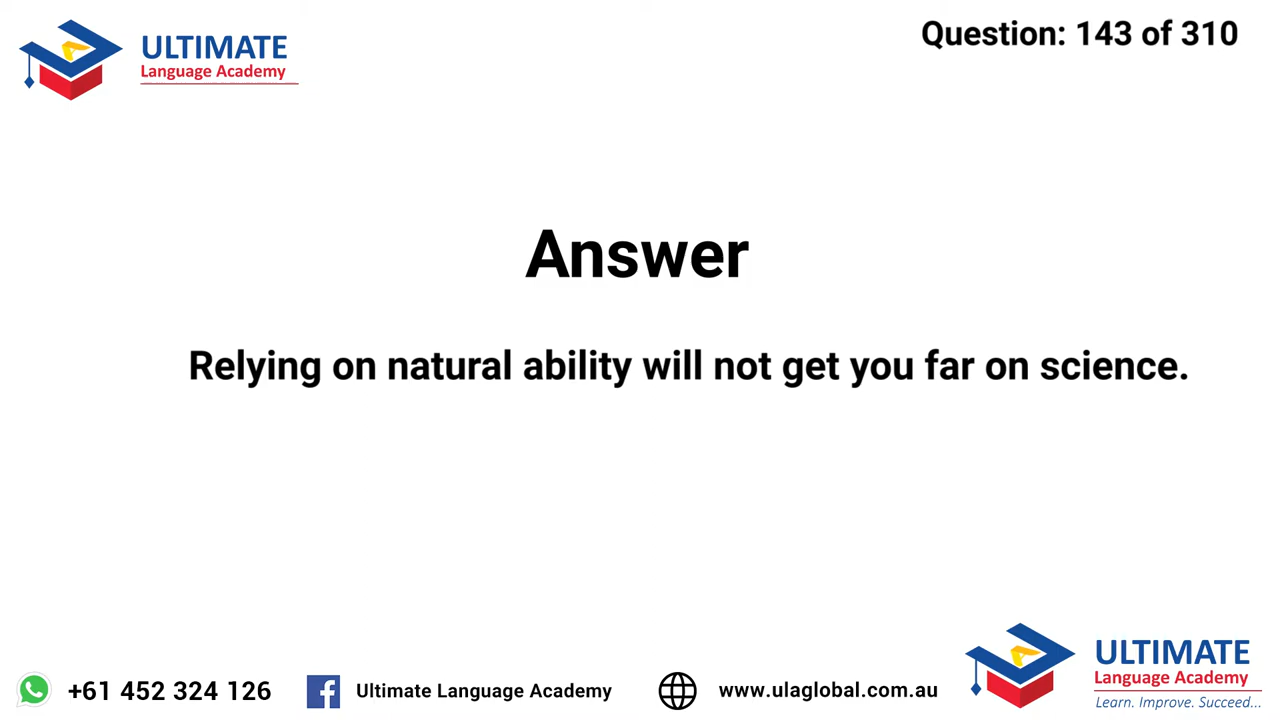 ULTIMATE
Language Academy
Question: 143 of 310
Answer
Relying on natural ability will not get you far on science.
+61 452 324 126
Ultimate Language Academy
www.ulaglobal.com.au
ULTIMATE
Language Academy
Learn. Improve. Succeed...